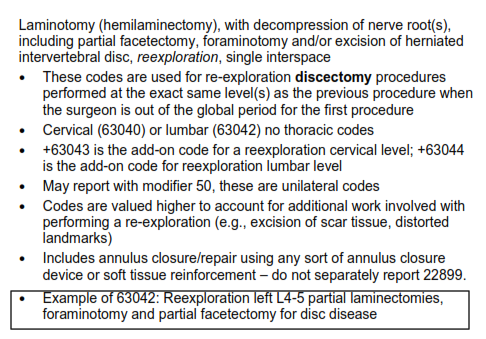 Laminotomy (hemilaminectomy), with decompression of nerve root(s),
including partial facetectomy, foraminotomy and/or excision of herniated
intervertebral disc, reexploration, single interspace
• These codes are used for re-exploration discectomy procedures
performed at the exact same level(s) as the previous procedure when
the surgeon is out of the global period for the first procedure
• Cervical (63040) or lumbar (63042) no thoracic codes
• +63043 is the add-on code for a reexploration cervical level; +63044
is the add-on code for reexploration lumbar level
• May report with modifier 50, these are unilateral codes
• Codes are valued higher to account for additional work involved with
performing a re-exploration (e.g., excision of scar tissue, distorted
landmarks)
• Includes annulus closure/repair using any sort of annulus closure
device or soft tissue reinforcement – do not separately report 22899.
• Example of 63042: Reexploration left L4-5 partial laminectomies,
foraminotomy and partial facetectomy for disc disease